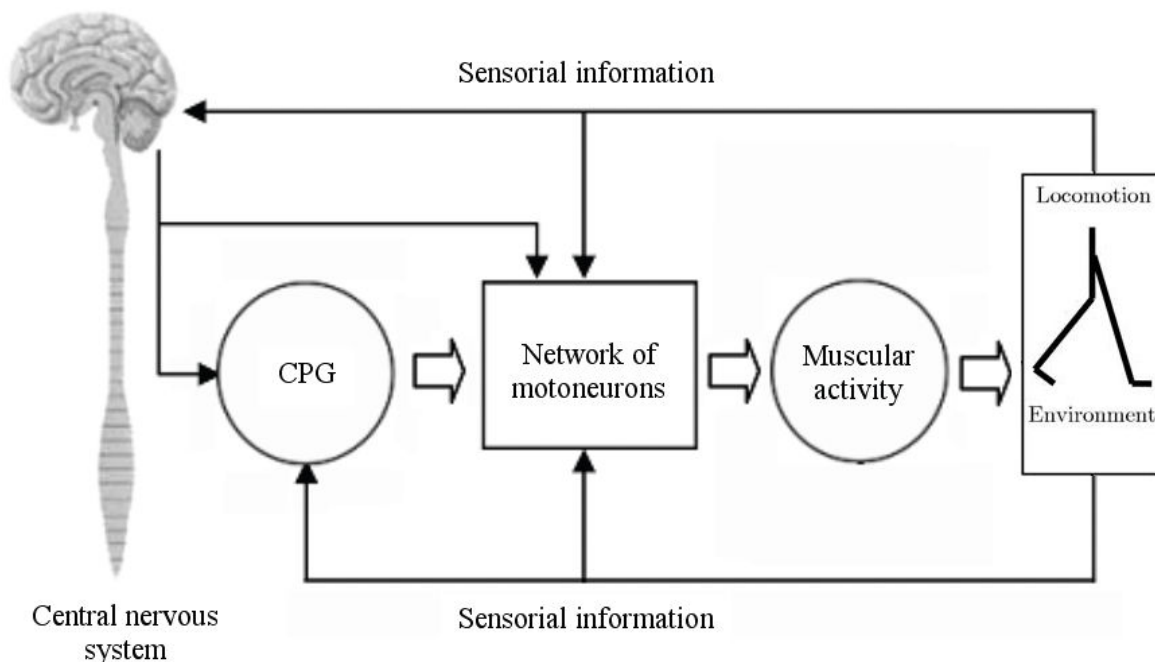 Sensorial information
Locomotion
CPG
Network of
motoneurons
Muscular
activity
Environment
Central nervous
system
Sensorial information